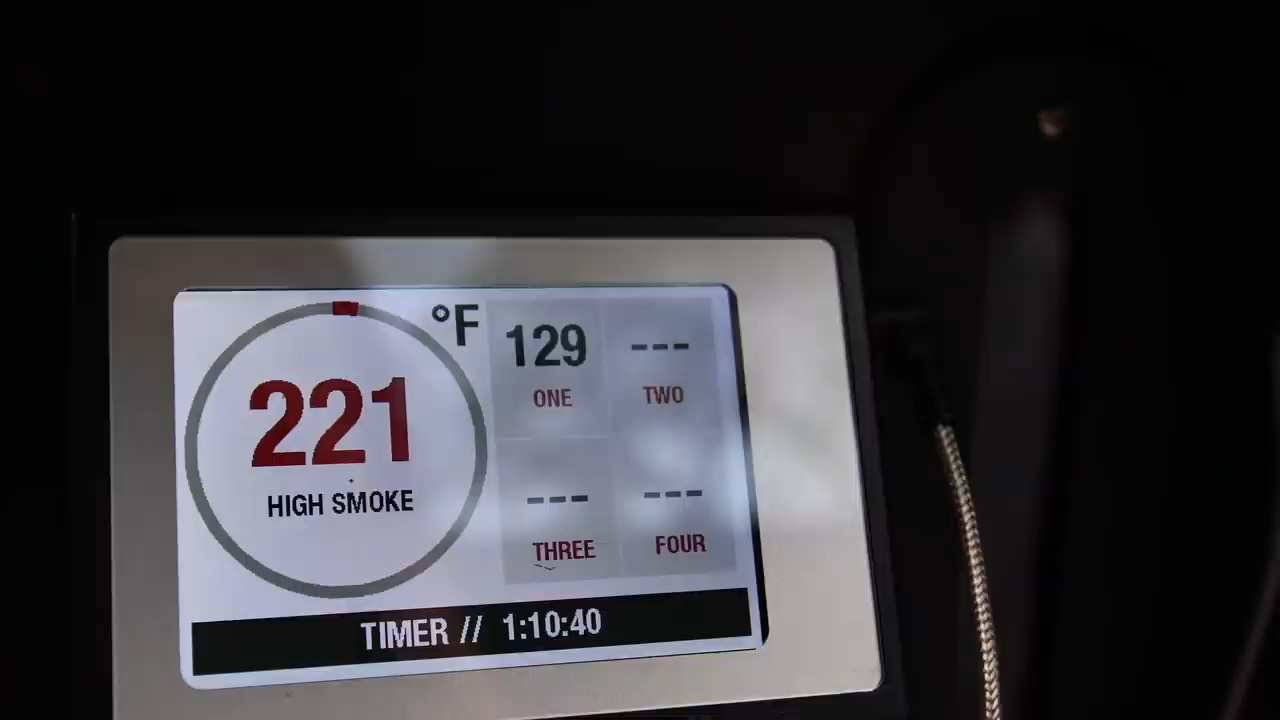 °F
221
HIGH SMOKE
129
ONE
---
TWO
---
THREE
---
FOUR
TIMER // 1:10:40